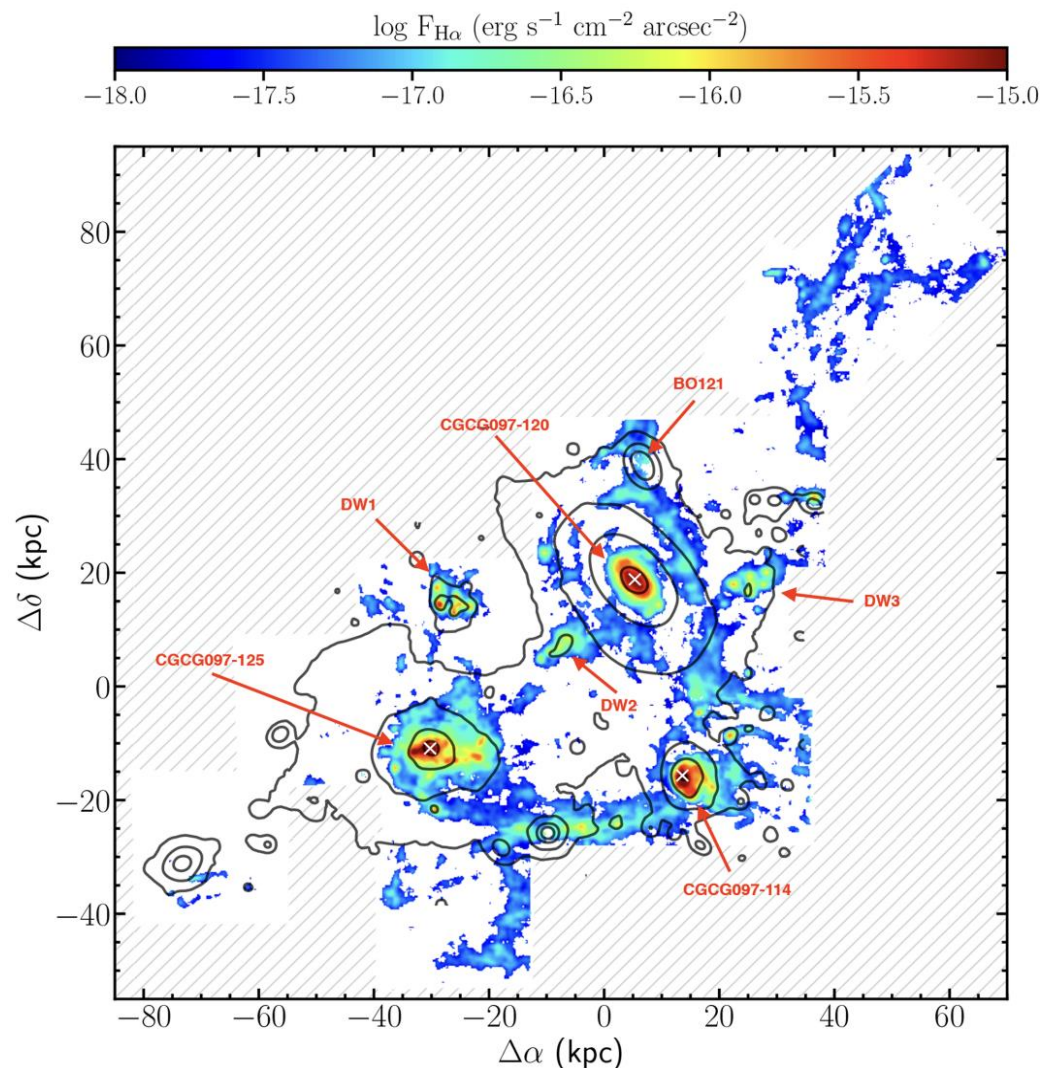 log F_Hα (erg s⁻¹ cm⁻² arcsec⁻²)
−18.0 −17.5 −17.0 −16.5 −16.0 −15.5 −15.0
80
60
BO121
CGCG097-120
40
DW1
20
DW3
CGCG097-125
0
DW2
−20
CGCG097-114
−40
−80 −60 −40 −20 0 20 40 60
Δα (kpc)
Δδ (kpc)